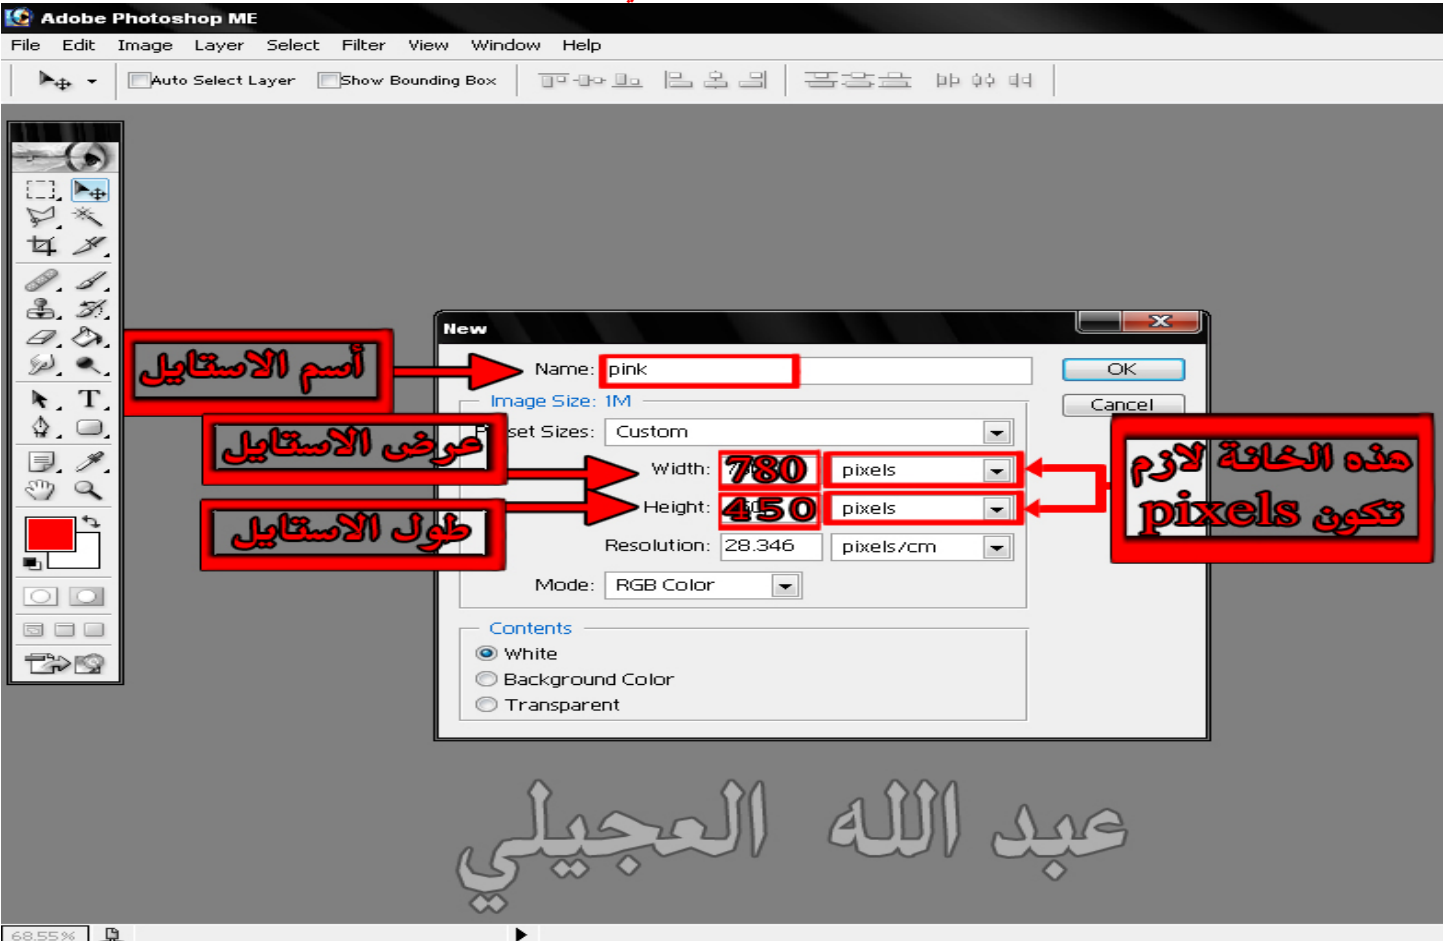 Adobe Photoshop ME
File Edit Image Layer Select Filter View Window Help
Auto Select Layer Show Bounding Box
New
أسم الاستايل
Name: pink
OK
Image Size: 1M
Cancel
set Sizes: Custom
عرض الاستايل
Width: 780 pixels
هذه الخانة لازم
تكون pixels
Height: 450 pixels
طول الاستايل
Resolution: 28.346 pixels/cm
Mode: RGB Color
Contents
White
Background Color
Transparent
عبد الله العجيلي
68.55%